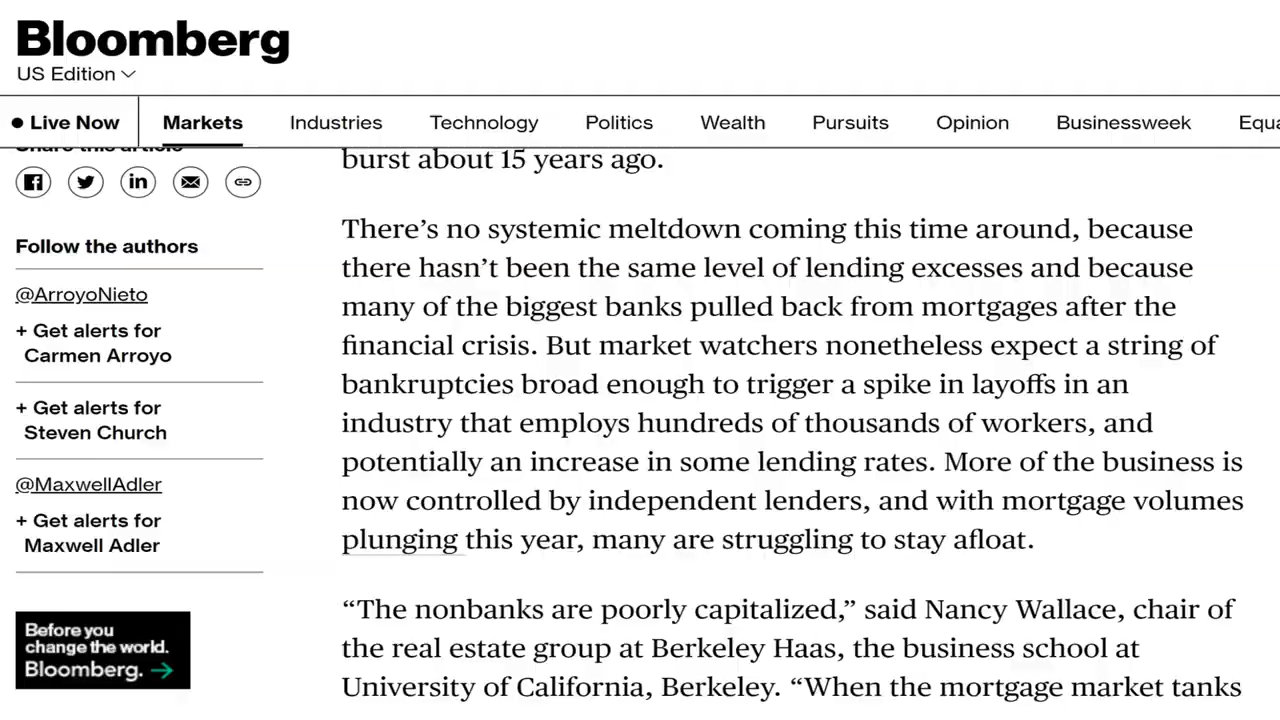 Bloomberg
US Edition
Live Now
Markets
Industries
Technology
Politics
Wealth
Pursuits
Opinion
Businessweek
Equa
Share this article
Follow the authors
@ArroyoNieto
+ Get alerts for
Carmen Arroyo
+ Get alerts for
Steven Church
@MaxwellAdler
+ Get alerts for
Maxwell Adler
Before you
change the world.
Bloomberg. →
burst about 15 years ago.
There’s no systemic meltdown coming this time around, because
there hasn’t been the same level of lending excesses and because
many of the biggest banks pulled back from mortgages after the
financial crisis. But market watchers nonetheless expect a string of
bankruptcies broad enough to trigger a spike in layoffs in an
industry that employs hundreds of thousands of workers, and
potentially an increase in some lending rates. More of the business is
now controlled by independent lenders, and with mortgage volumes
plunging this year, many are struggling to stay afloat.
“The nonbanks are poorly capitalized,” said Nancy Wallace, chair of
the real estate group at Berkeley Haas, the business school at
University of California, Berkeley. “When the mortgage market tanks